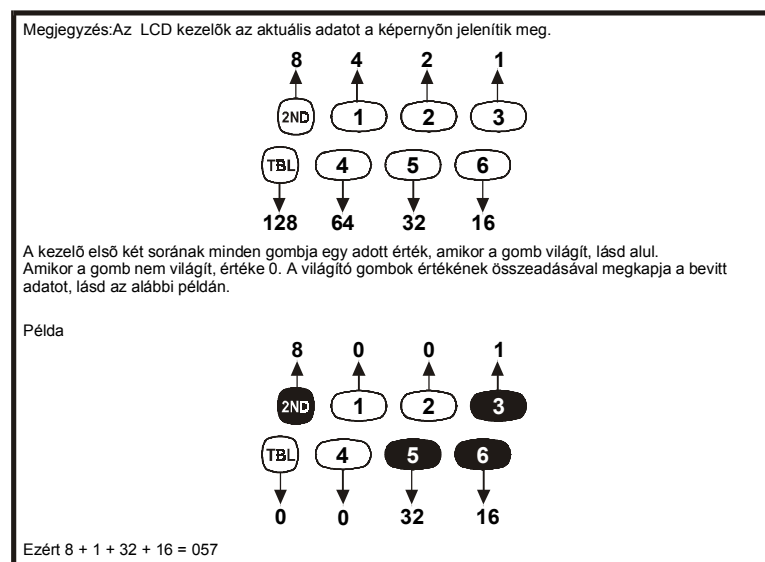 Megjegyzés:Az LCD kezelõk az aktuális adatot a képernyõn jelenítik meg.
8 4 2 1
2ND 1 2 3
TBL 4 5 6
128 64 32 16
A kezelõ elsõ két sorának minden gombja egy adott érték, amikor a gomb világít, lásd alul.
Amikor a gomb nem világít, értéke 0. A világító gombok értékének összeadásával megkapja a bevitt
adatot, lásd az alábbi példán.
Példa
8 0 0 1
2ND 1 2 3
TBL 4 5 6
0 0 32 16
Ezért 8 + 1 + 32 + 16 = 057